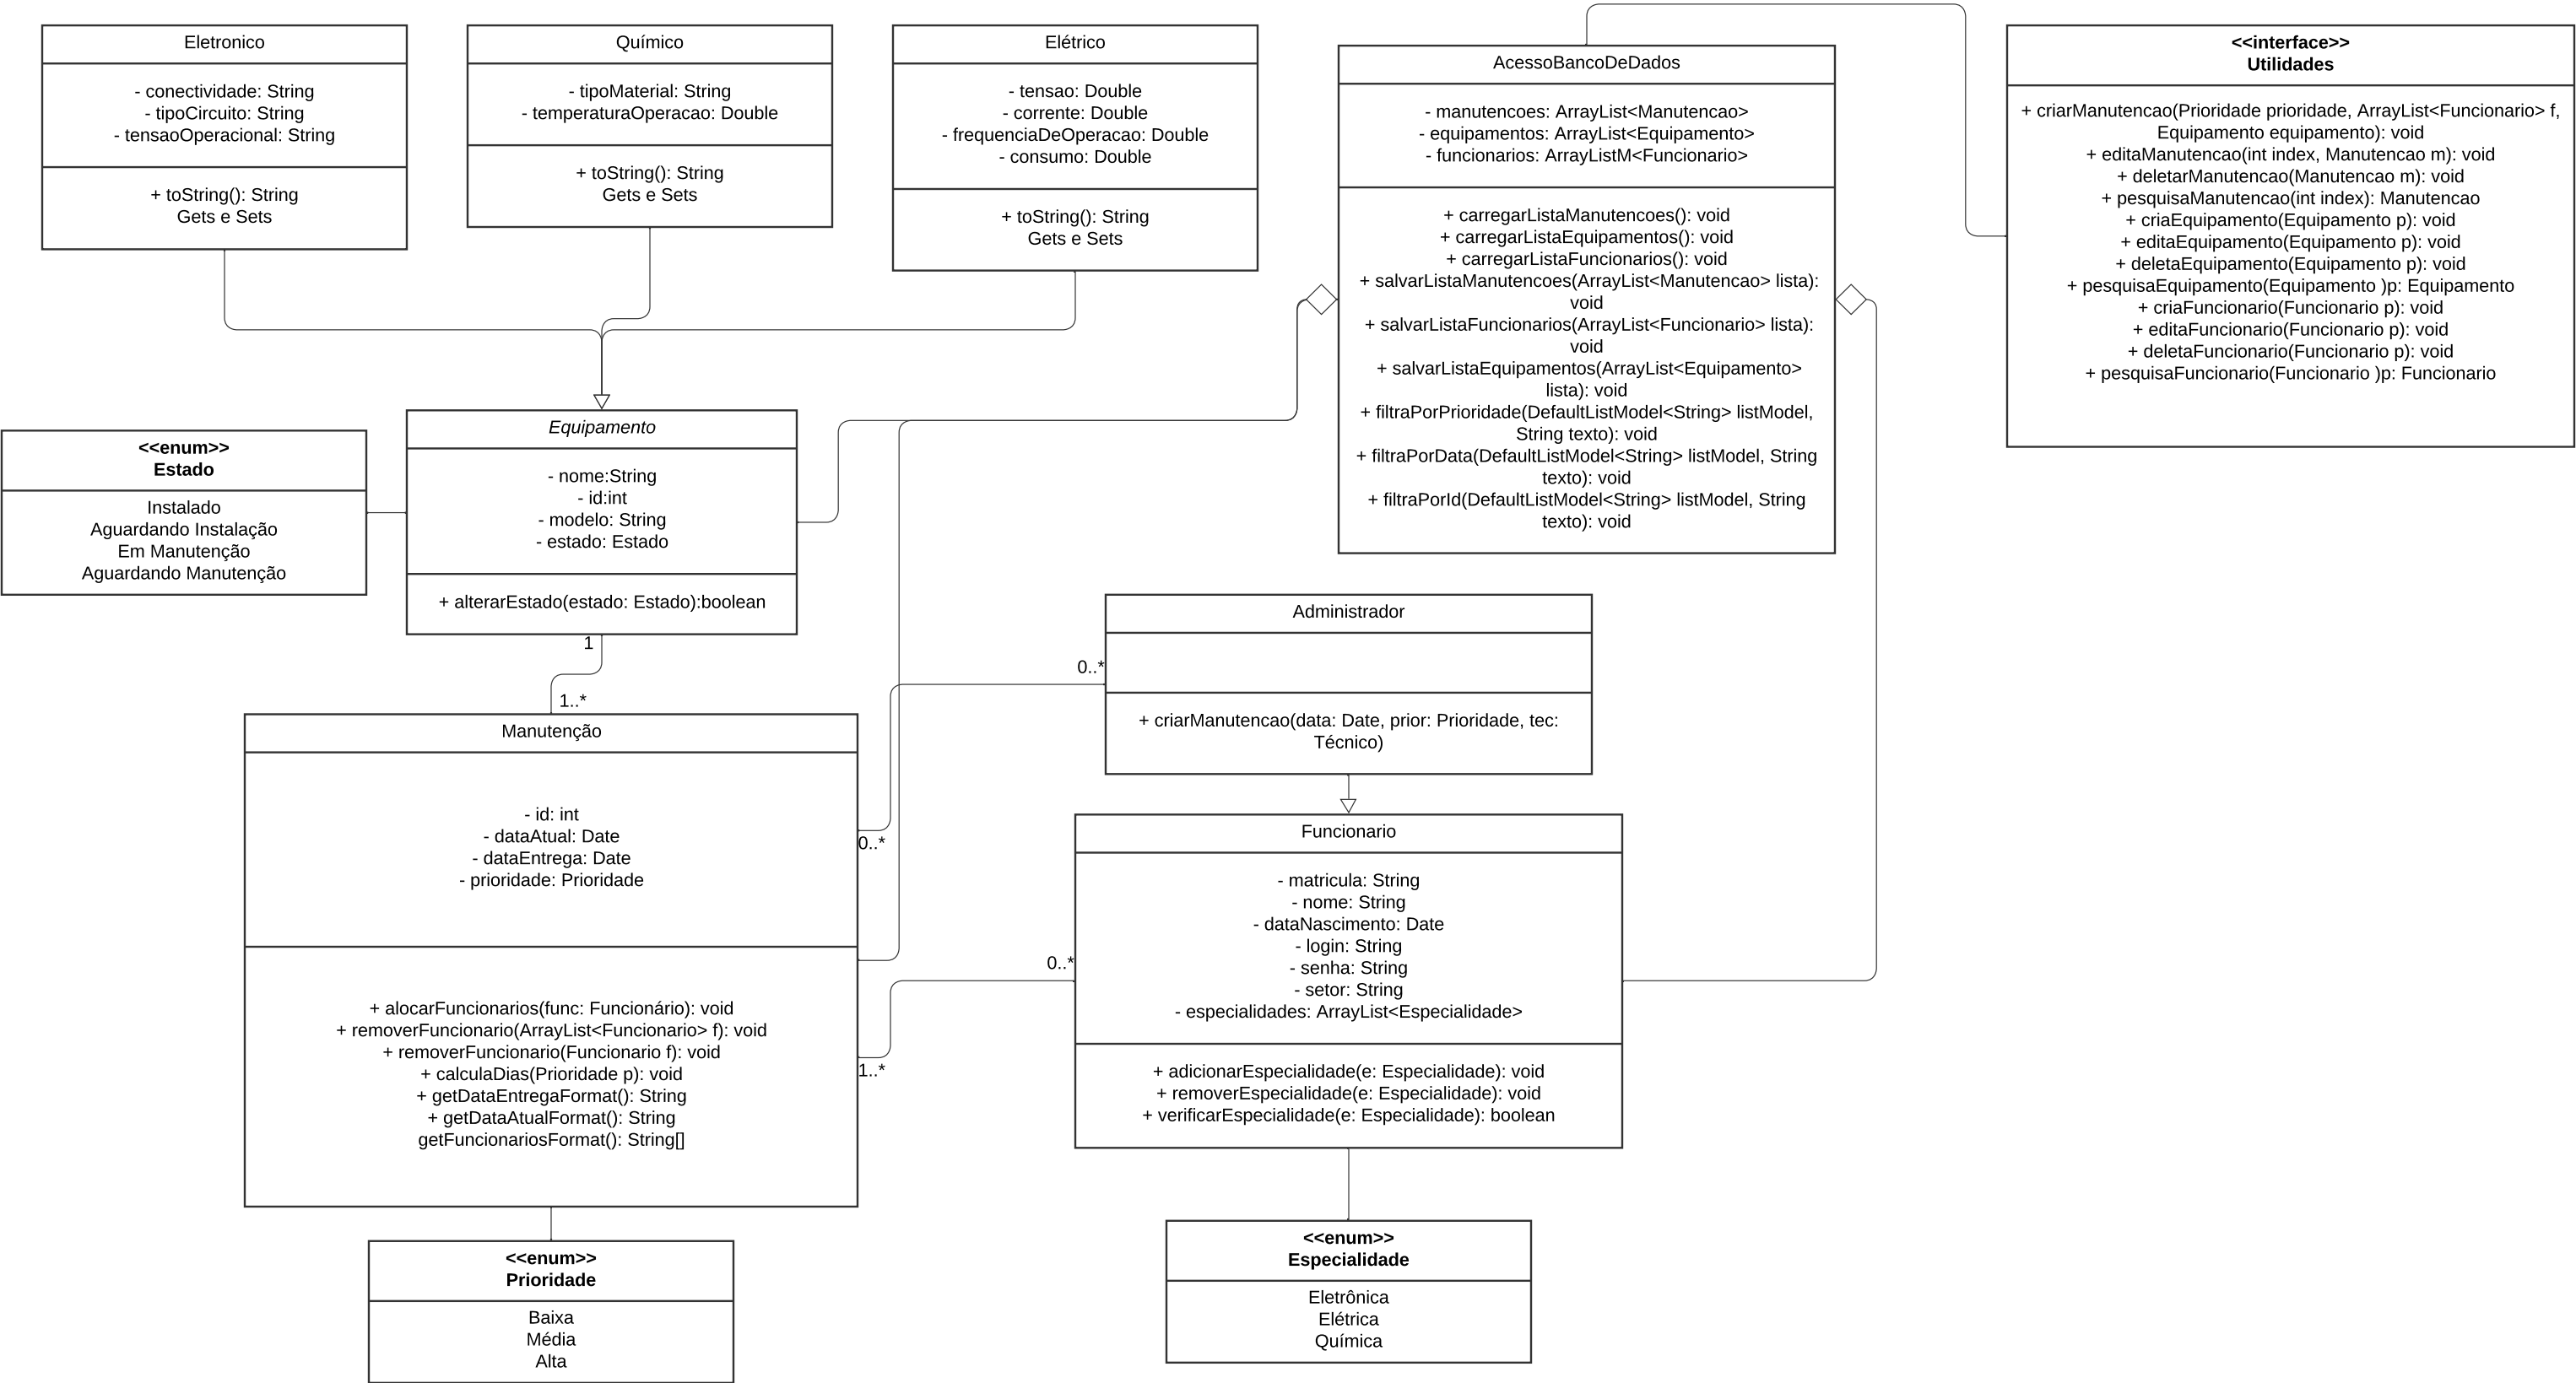 Eletronico
- conectividade: String
- tipoCircuito: String
- tensaoOperacional: String
+ toString(): String
Gets e Sets
Químico
- tipoMaterial: String
- temperaturaOperacao: Double
+ toString(): String
Gets e Sets
Elétrico
- tensao: Double
- corrente: Double
- frequenciaDeOperacao: Double
- consumo: Double
+ toString(): String
Gets e Sets
AcessoBancoDeDados
- manutencoes: ArrayList<Manutencao>
- equipamentos: ArrayList<Equipamento>
- funcionarios: ArrayListM<Funcionario>
+ carregarListaManutencoes(): void
+ carregarListaEquipamentos(): void
+ carregarListaFuncionarios(): void
+ salvarListaManutencoes(ArrayList<Manutencao> lista):
void
+ salvarListaFuncionarios(ArrayList<Funcionario> lista):
void
+ salvarListaEquipamentos(ArrayList<Equipamento>
lista): void
+ filtraPorPrioridade(DefaultListModel<String> listModel,
String texto): void
+ filtraPorData(DefaultListModel<String> listModel, String
texto): void
+ filtraPorId(DefaultListModel<String> listModel, String
texto): void
<<interface>>
Utilidades
+ criarManutencao(Prioridade prioridade, ArrayList<Funcionario> f,
Equipamento equipamento): void
+ editaManutencao(int index, Manutencao m): void
+ deletarManutencao(Manutencao m): void
+ pesquisaManutencao(int index): Manutencao
+ criaEquipamento(Equipamento p): void
+ editaEquipamento(Equipamento p): void
+ deletaEquipamento(Equipamento p): void
+ pesquisaEquipamento(Equipamento )p: Equipamento
+ criaFuncionario(Funcionario p): void
+ editaFuncionario(Funcionario p): void
+ deletaFuncionario(Funcionario p): void
+ pesquisaFuncionario(Funcionario )p: Funcionario
<<enum>>
Estado
Instalado
Aguardando Instalação
Em Manutenção
Aguardando Manutenção
Equipamento
- nome:String
- id:int
- modelo: String
- estado: Estado
+ alterarEstado(estado: Estado):boolean
1
1..*
Administrador
+ criarManutencao(data: Date, prior: Prioridade, tec:
Técnico)
0..*
0..*
Manutenção
- id: int
- dataAtual: Date
- dataEntrega: Date
- prioridade: Prioridade
+ alocarFuncionarios(func: Funcionário): void
+ removerFuncionario(ArrayList<Funcionario> f): void
+ removerFuncionario(Funcionario f): void
+ calculaDias(Prioridade p): void
+ getDataEntregaFormat(): String
+ getDataAtualFormat(): String
getFuncionariosFormat(): String[]
0..*
1..*
Funcionario
- matricula: String
- nome: String
- dataNascimento: Date
- login: String
- senha: String
- setor: String
- especialidades: ArrayList<Especialidade>
+ adicionarEspecialidade(e: Especialidade): void
+ removerEspecialidade(e: Especialidade): void
+ verificarEspecialidade(e: Especialidade): boolean
<<enum>>
Prioridade
Baixa
Média
Alta
<<enum>>
Especialidade
Eletrônica
Elétrica
Química